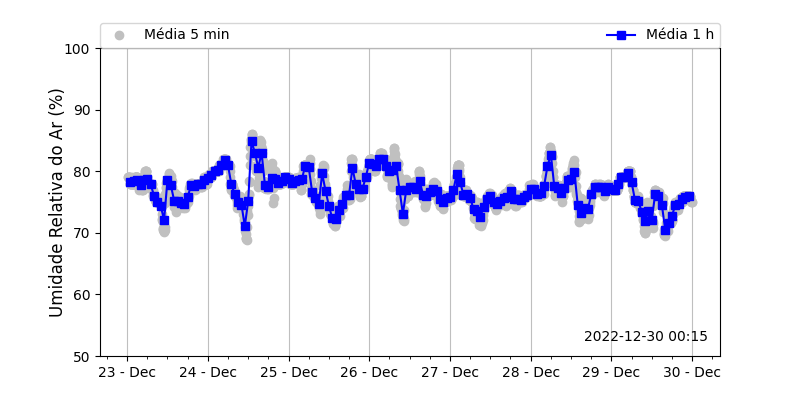 Média 5 min
Média 1 h
100
90
80
70
60
50
Umidade Relativa do Ar (%)
2022-12-30 00:15
23 - Dec
24 - Dec
25 - Dec
26 - Dec
27 - Dec
28 - Dec
29 - Dec
30 - Dec